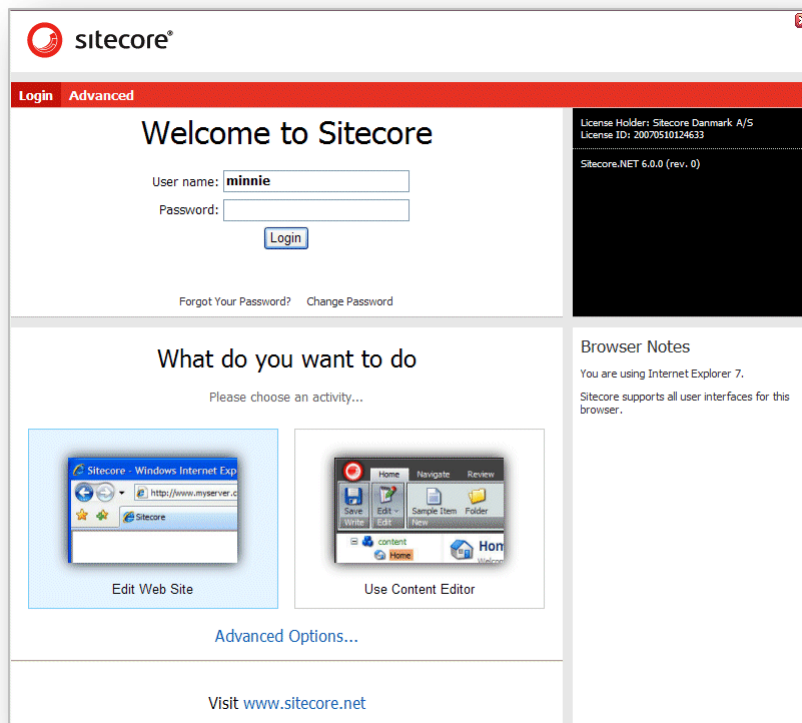 sitecore®
Login Advanced
Welcome to Sitecore
User name: minnie
Password:
Login
Forgot Your Password? Change Password
License Holder: Sitecore Danmark A/S
License ID: 20070510124633
Sitecore.NET 6.0.0 (rev. 0)
What do you want to do
Please choose an activity...
Sitecore - Windows Internet Exp
http://www.myserver.c
Sitecore
Edit Web Site
Home Navigate Review
Save Edit Sample Item Folder
Write Edit New
content
Home
Hom
Welcom
Use Content Editor
Advanced Options...
Visit www.sitecore.net
Browser Notes
You are using Internet Explorer 7.
Sitecore supports all user interfaces for this
browser.